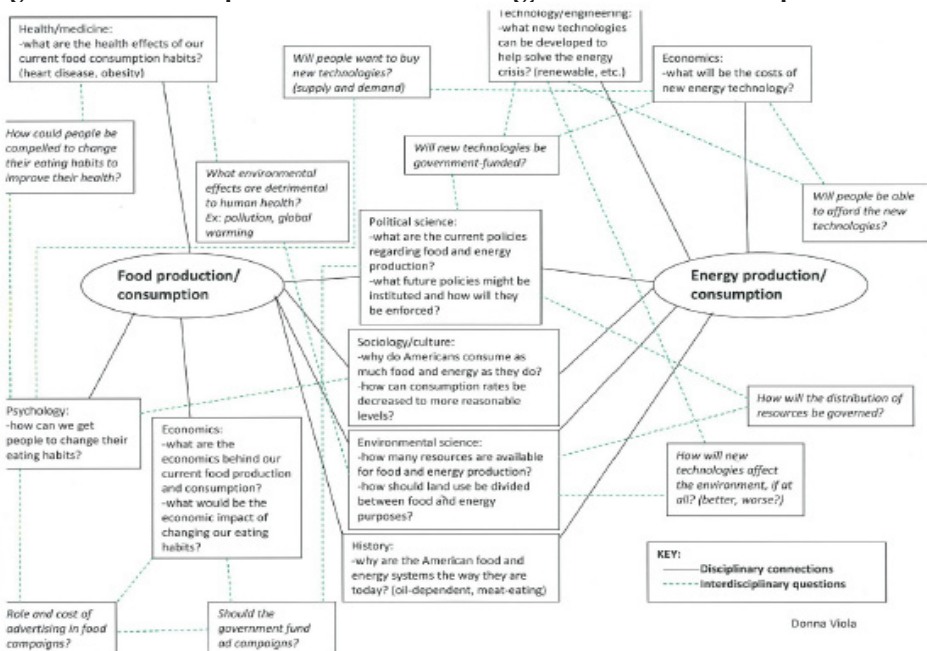 Health/medicine:
-what are the health effects of our
current food consumption habits?
(heart disease, obesity)
Will people want to buy
new technologies?
(supply and demand)
Technology/engineering:
-what new technologies
can be developed to
help solve the energy
crisis? (renewable, etc.)
Economics:
-what will be the costs of
new energy technology?
How could people be
compelled to change
their eating habits to
improve their health?
What environmental
effects are detrimental
to human health?
Ex: pollution, global
warming
Will new technologies be
government-funded?
Will people be able
to afford the new
technologies?
Political science:
-what are the current policies
regarding food and energy
production?
-what future policies might be
instituted and how will they
be enforced?
Food production/
consumption
Energy production/
consumption
Sociology/culture:
-why do Americans consume as
much food and energy as they do?
-how can consumption rates be
decreased to more reasonable
levels?
Psychology:
-how can we get
people to change their
eating habits?
Economics:
-what are the
economics behind our
current food production
and consumption?
-what would be the
economic impact of
changing our eating
habits?
Environmental science:
-how many resources are available
for food and energy production?
-how should land use be divided
between food and energy
purposes?
How will the distribution of
resources be governed?
How will new
technologies affect
the environment, if at
all? (better, worse?)
History:
-why are the American food and
energy systems the way they are
today? (oil-dependent, meat-eating)
KEY:
Disciplinary connections
Interdisciplinary questions
Role and cost of
advertising in food
campaigns?
Should the
government fund
ad campaigns?
Donna Viola